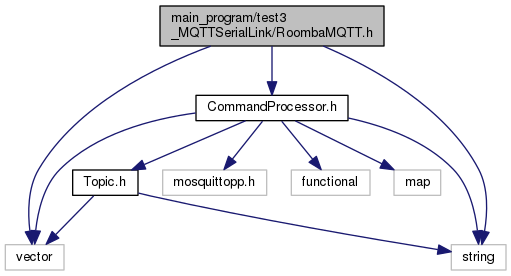 main_program/test3
_MQTTSerialLink/RoombaMQTT.h
CommandProcessor.h
Topic.h
mosquittopp.h
functional
map
vector
string